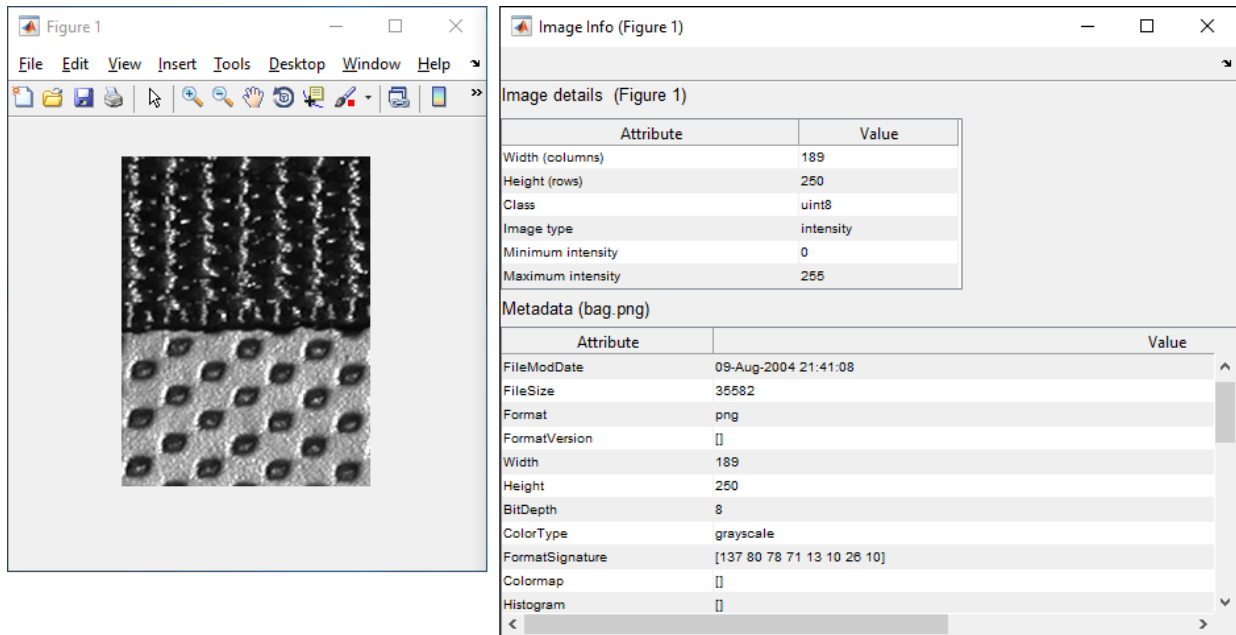 Figure 1
File Edit View Insert Tools Desktop Window Help
Image Info (Figure 1)
Image details (Figure 1)
Attribute Value
Width (columns) 189
Height (rows) 250
Class uint8
Image type intensity
Minimum intensity 0
Maximum intensity 255
Metadata (bag.png)
Attribute Value
FileModDate 09-Aug-2004 21:41:08
FileSize 35582
Format png
FormatVersion []
Width 189
Height 250
BitDepth 8
ColorType grayscale
FormatSignature [137 80 78 71 13 10 26 10]
Colormap []
Histogram []